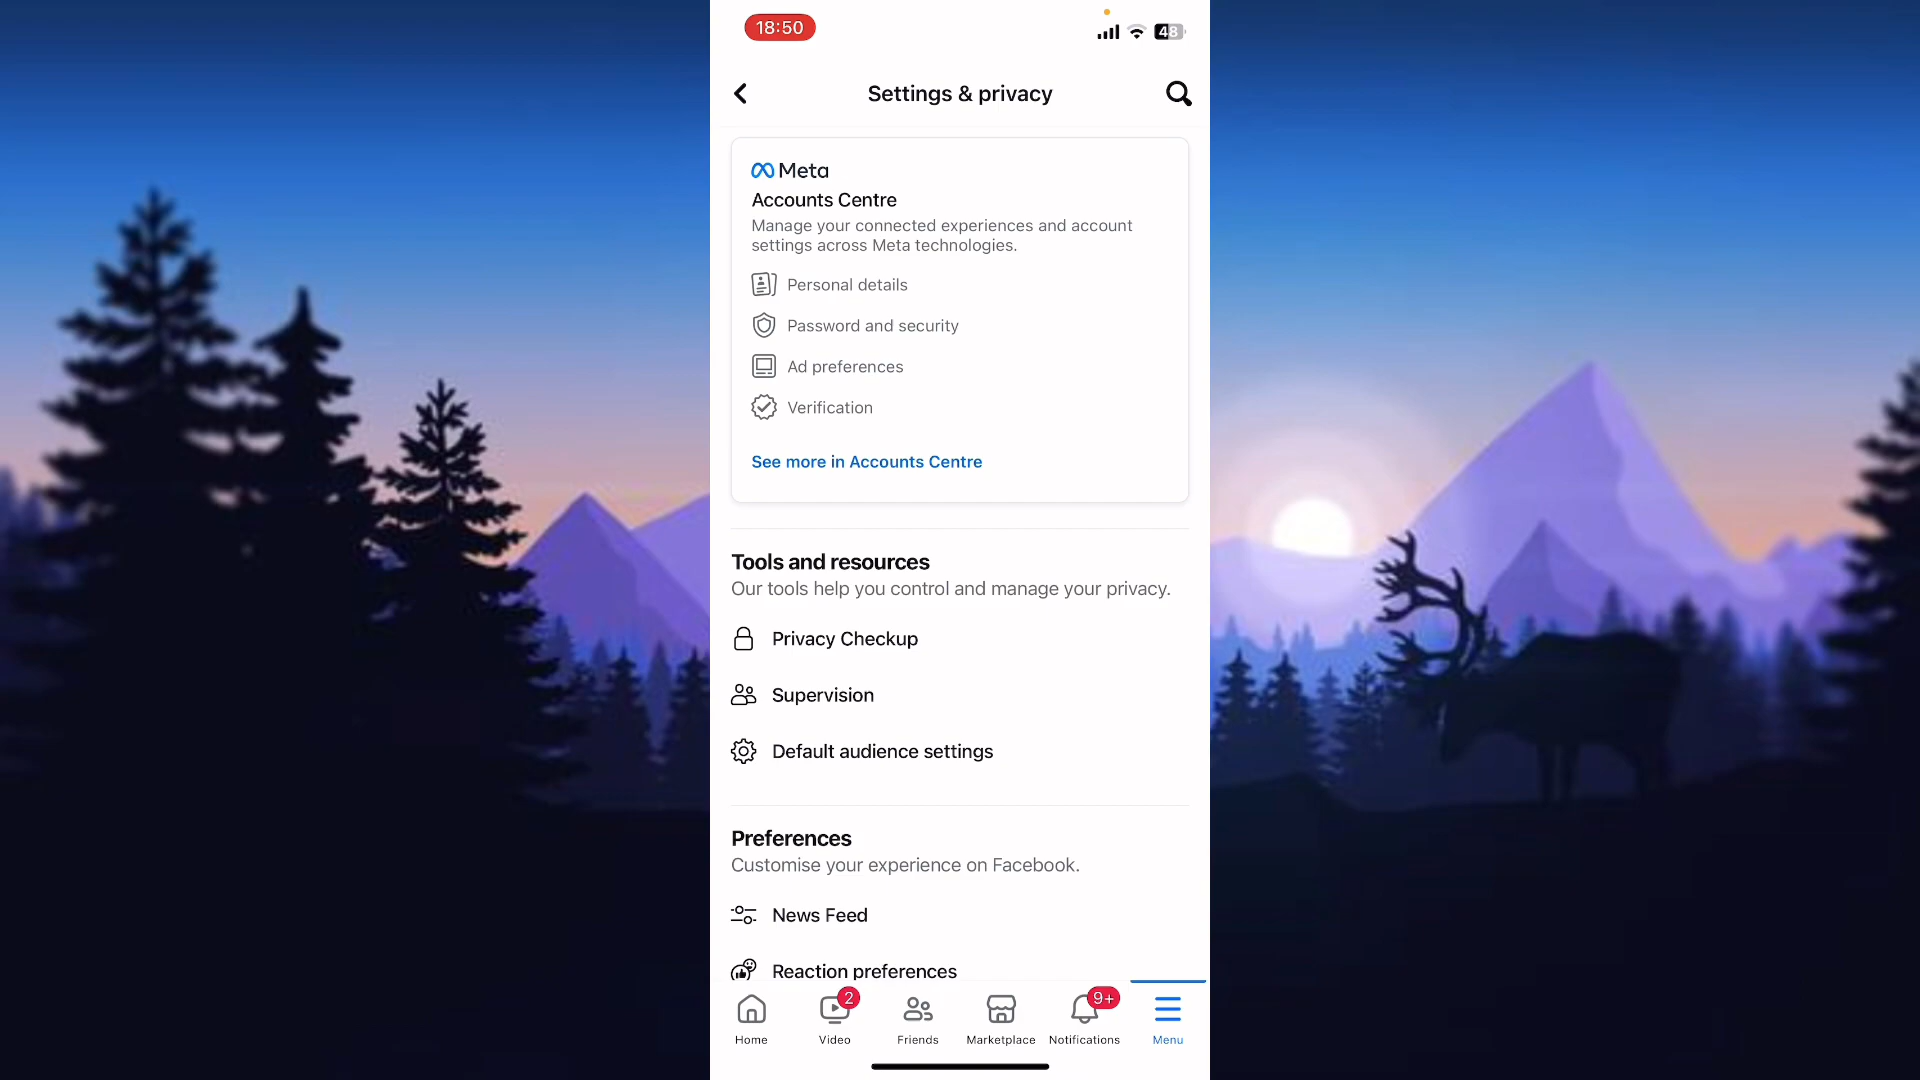 18:50
48
Settings & privacy
Meta
Accounts Centre
Manage your connected experiences and account
settings across Meta technologies.
Personal details
Password and security
Ad preferences
Verification
See more in Accounts Centre
Tools and resources
Our tools help you control and manage your privacy.
Privacy Checkup
Supervision
Default audience settings
Preferences
Customise your experience on Facebook.
News Feed
Reaction preferences
2
9+
Home
Video
Friends
Marketplace
Notifications
Menu